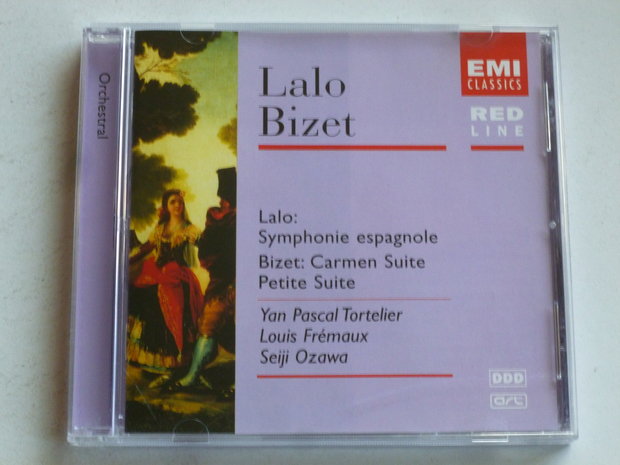 Orchestral
Lalo
Bizet
EMI
CLASSICS
RED
LINE
Lalo:
Symphonie espagnole
Bizet: Carmen Suite
Petite Suite
Yan Pascal Tortelier
Louis Frémaux
Seiji Ozawa
DDD
art